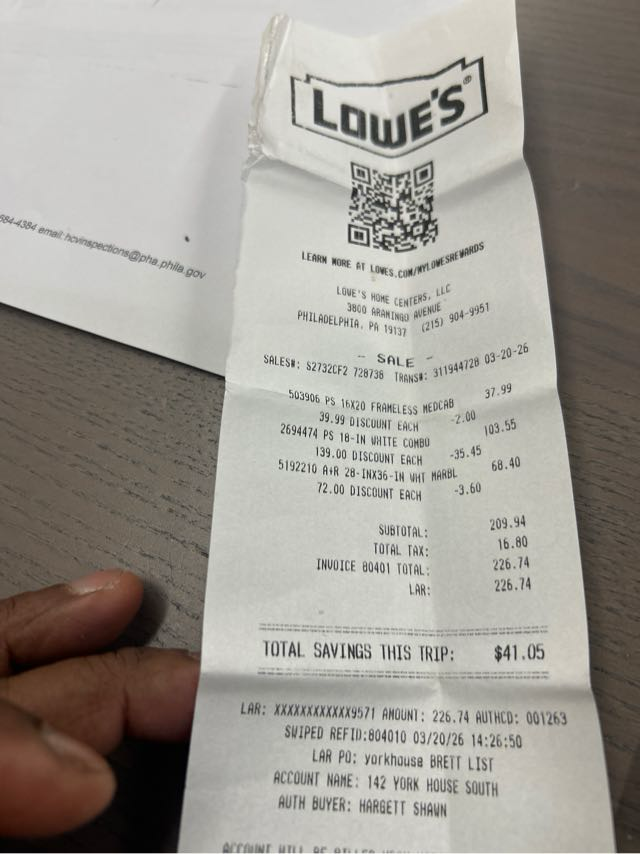 684-4384 email: hcvinspections@pha.phila.gov
LOWE'S®
LEARN MORE AT LOWES.COM/MYLOWESREWARDS
LOWE'S HOME CENTERS, LLC
3800 ARAMINGO AVENUE
PHILADELPHIA, PA 19137 (215) 904-9951
- SALE -
SALES#: S2732CF2 728738 TRANS#: 311944728 03-20-26
503906 PS 16X20 FRAMELESS MEDCAB 37.99
39.99 DISCOUNT EACH -2.00
2694474 PS 18-IN WHITE COMBO 103.55
139.00 DISCOUNT EACH -35.45
5192210 A+R 28-INX36-IN WHT MARBL 68.40
72.00 DISCOUNT EACH -3.60
SUBTOTAL: 209.94
TOTAL TAX: 16.80
INVOICE 80401 TOTAL: 226.74
LAR: 226.74
TOTAL SAVINGS THIS TRIP: $41.05
LAR: XXXXXXXXXXXX9571 AMOUNT: 226.74 AUTHCD: 001263
SWIPED REFID:804010 03/20/26 14:26:50
LAR PO: yorkhouse BRETT LIST
ACCOUNT NAME: 142 YORK HOUSE SOUTH
AUTH BUYER: HARGETT SHAWN
ACCOUNT WILL BE BILLED